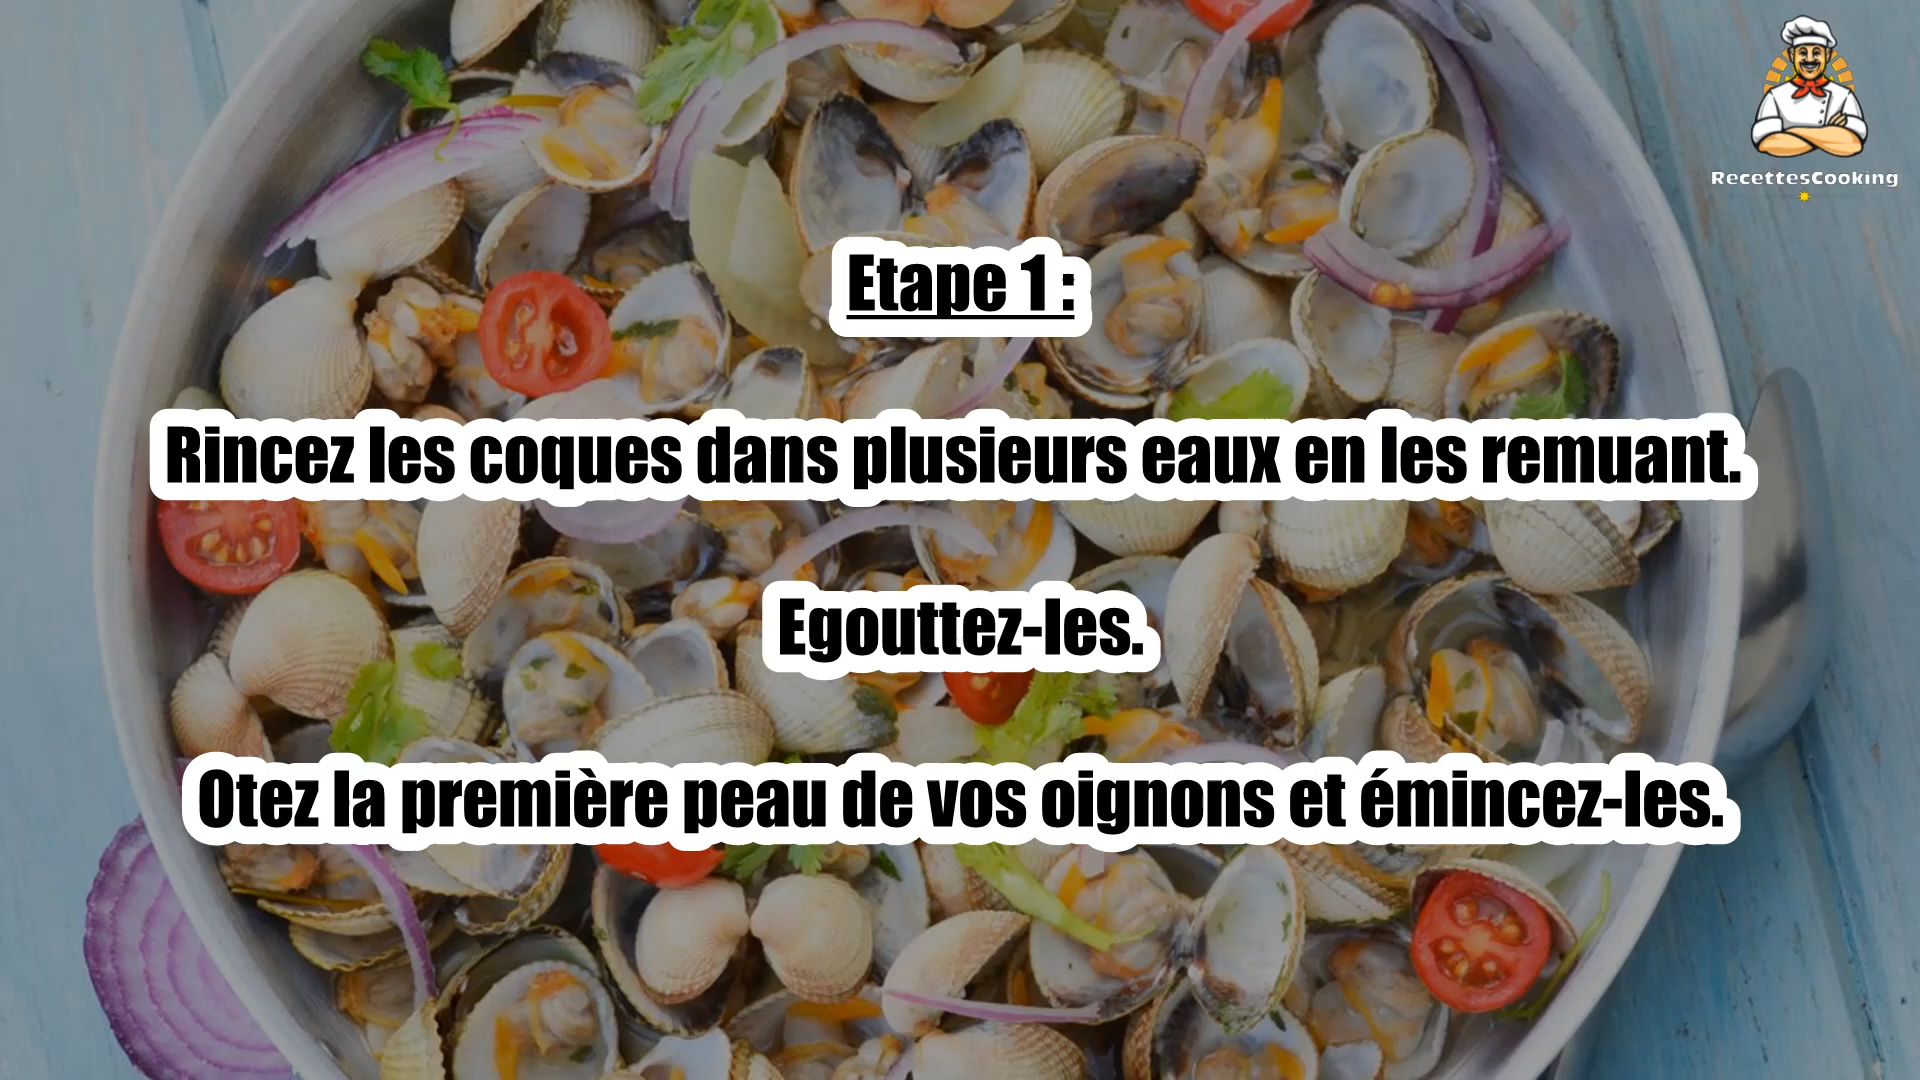 RecettesCooking
Etape 1 :
Rincez les coques dans plusieurs eaux en les remuant.
Egouttez-les.
Otez la première peau de vos oignons et émincez-les.